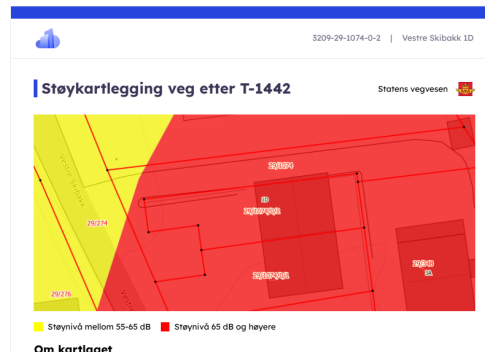 3209-29-1074-0-2 | Vestre Skibakk 1D
Støykartlegging veg etter T-1442
Statens vegvesen
29/1074
Vestre Skibakk
1D
29/1074/0/2
29/274
29/1074/0/1
29/348
3A
29/276
Støynivå mellom 55-65 dB
Støynivå 65 dB og høyere
Om kartlaget